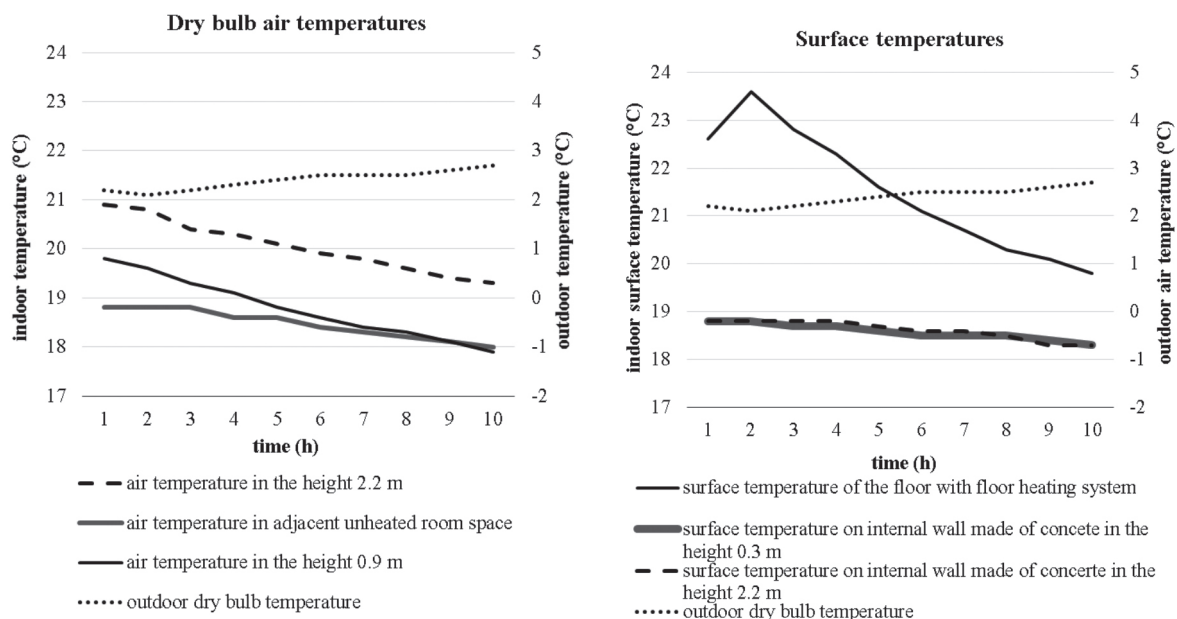 Dry bulb air temperatures
24
23
22
21
20
19
18
17
indoor temperature (°C)
5
4
3
2
1
0
-1
-2
outdoor temperature (°C)
1 2 3 4 5 6 7 8 9 10
time (h)
air temperature in the height 2.2 m
air temperature in adjacent unheated room space
air temperature in the height 0.9 m
outdoor dry bulb temperature
Surface temperatures
24
23
22
21
20
19
18
17
indoor surface temperature (°C)
5
4
3
2
1
0
-1
-2
outdoor air temperature (°C)
1 2 3 4 5 6 7 8 9 10
time (h)
surface temperature of the floor with floor heating system
surface temperature on internal wall made of concete in the
height 0.3 m
surface temperature on internal wall made of concerte in the
height 2.2 m
outdoor dry bulb temperature